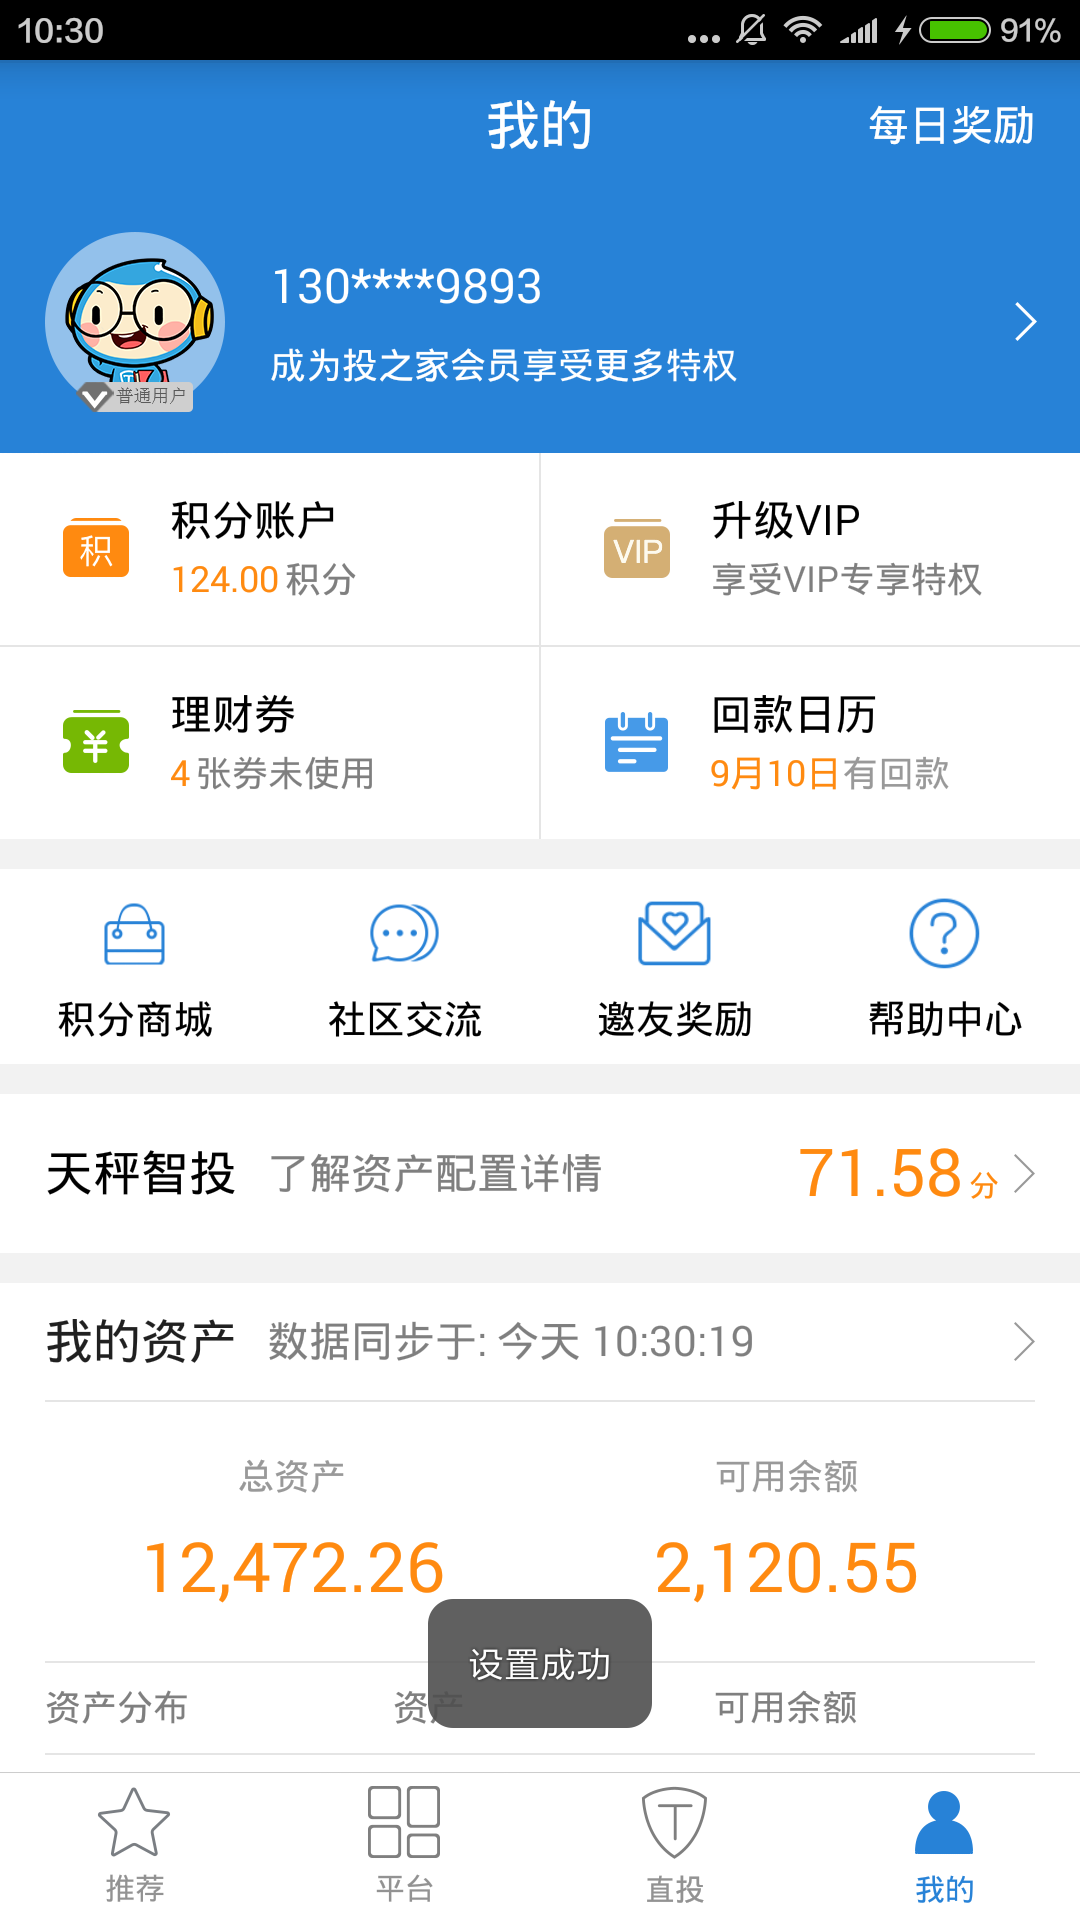 10:30
91%
我的
每日奖励
130****9893
成为投之家会员享受更多特权
普通用户
积
积分账户
124.00 积分
VIP
升级VIP
享受VIP专享特权
理财券
4 张券未使用
回款日历
9月10日有回款
积分商城
社区交流
邀友奖励
帮助中心
天秤智投
了解资产配置详情
71.58 分
我的资产
数据同步于: 今天 10:30:19
总资产
可用余额
12,472.26
2,120.55
设置成功
资产分布
资产
可用余额
推荐
平台
直投
我的